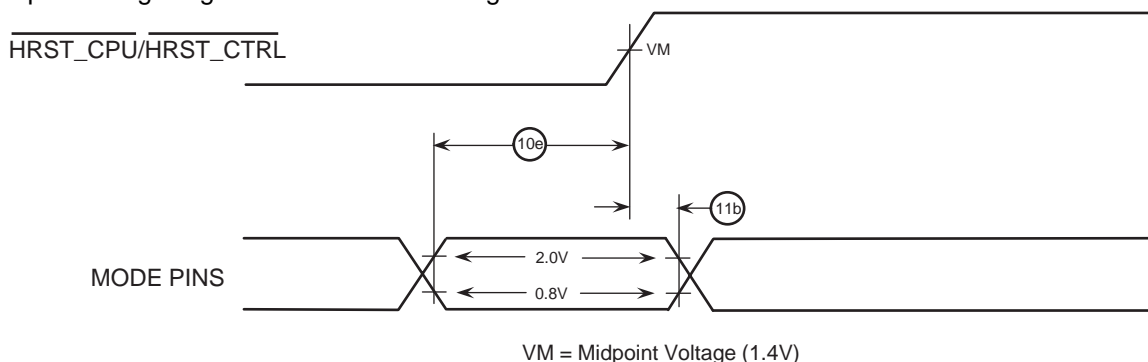 HRST_CPU/HRST_CTRL
VM
10e
11b
2.0V
MODE PINS
0.8V
VM = Midpoint Voltage (1.4V)